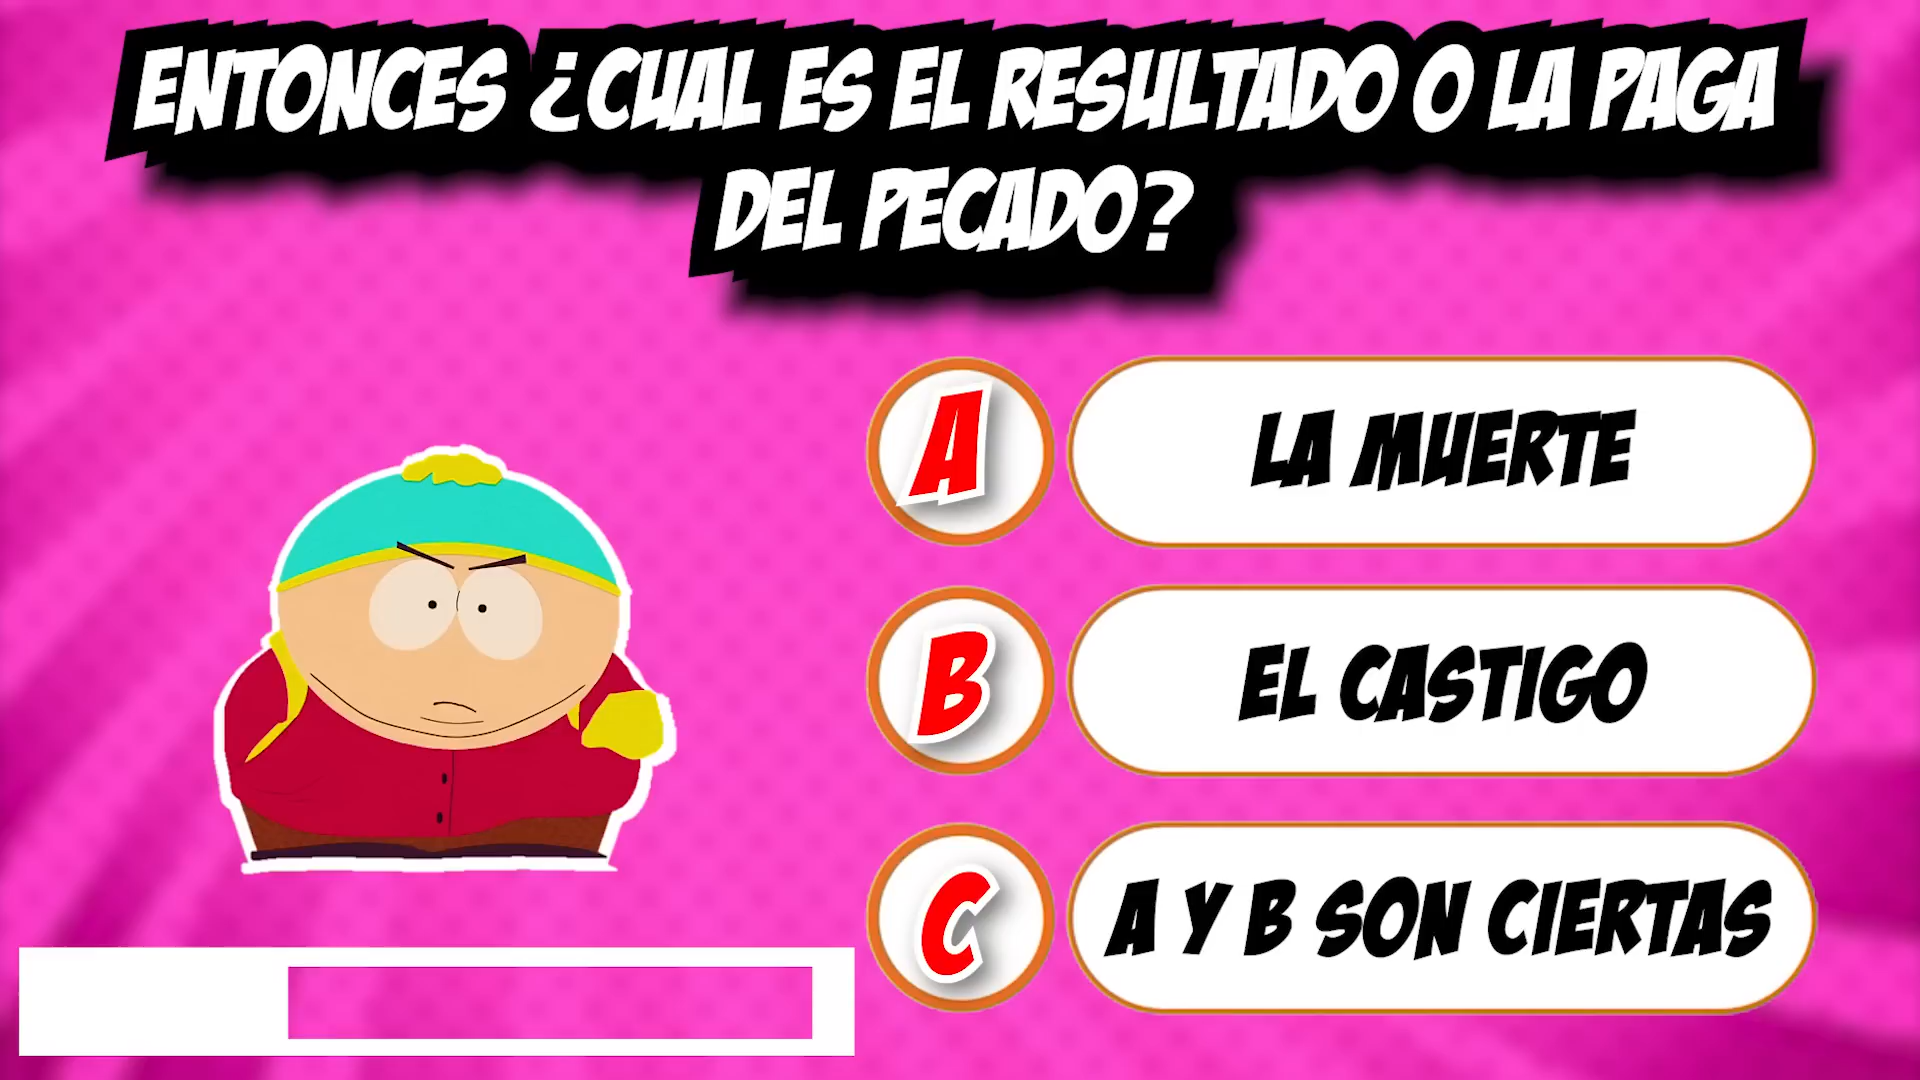 ENTONCES ¿CUAL ES EL RESULTADO O LA PAGA
DEL PECADO?
A LA MUERTE
B EL CASTIGO
C A Y B SON CIERTAS